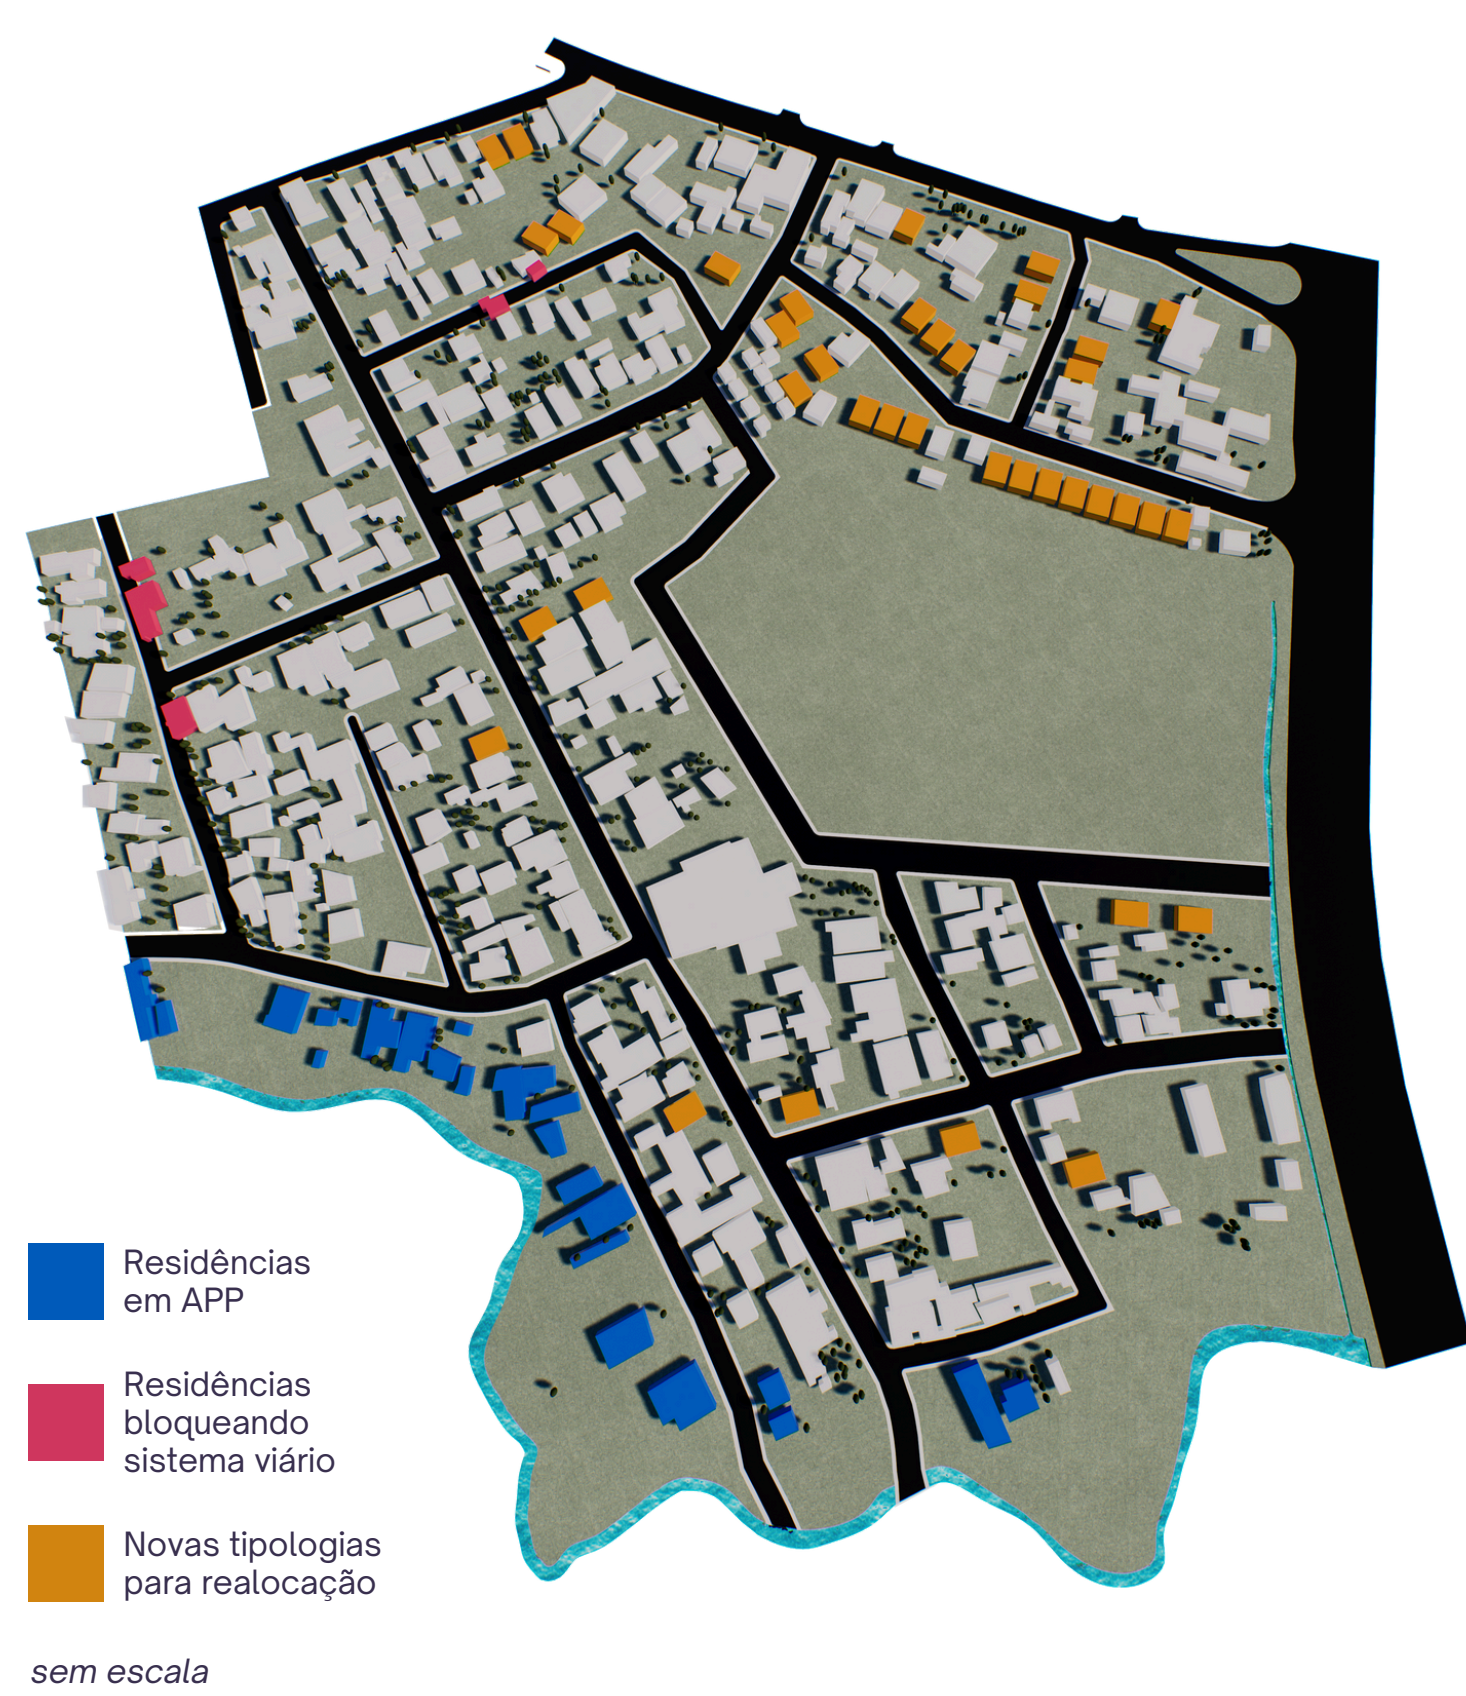 Residências
em APP
Residências
bloqueando
sistema viário
Novas tipologias
para realocação
sem escala